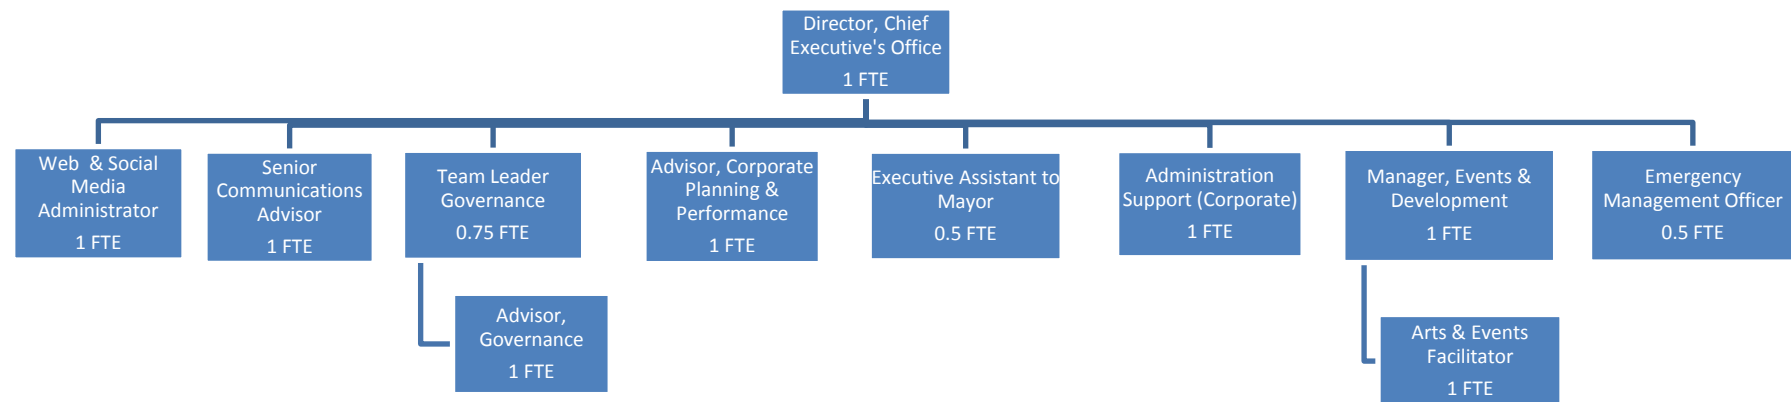 Director, Chief
Executive's Office
1 FTE
Web & Social
Media
Administrator
1 FTE
Senior
Communications
Advisor
1 FTE
Team Leader
Governance
0.75 FTE
Advisor, Corporate
Planning &
Performance
1 FTE
Executive Assistant to
Mayor
0.5 FTE
Administration
Support (Corporate)
1 FTE
Manager, Events &
Development
1 FTE
Emergency
Management Officer
0.5 FTE
Advisor,
Governance
1 FTE
Arts & Events
Facilitator
1 FTE